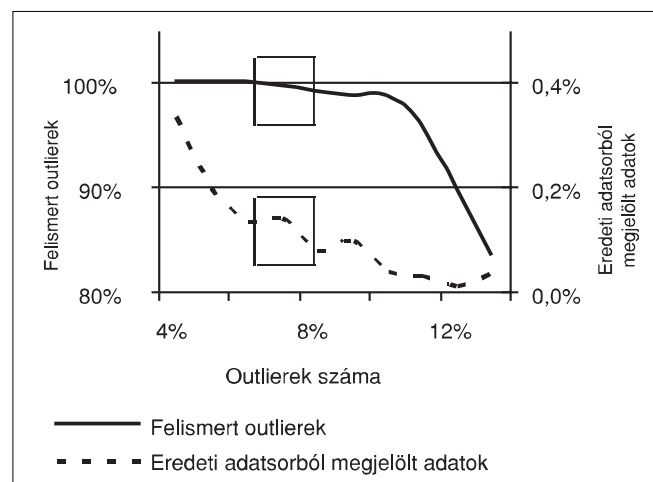 100%
90%
80%
Felismert outlierek
0,4%
0,2%
0,0%
Eredeti adatsorból
megjelölt adatok
4%
8%
12%
Outlierek száma
Felismert outlierek
Eredeti adatsorból megjelölt adatok